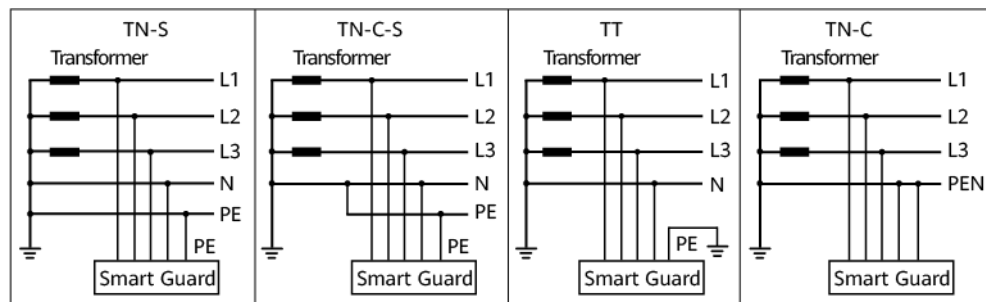 TN-S
Transformer
L1
L2
L3
N
PE
PE
Smart Guard
TN-C-S
Transformer
L1
L2
L3
N
PE
PE
Smart Guard
TT
Transformer
L1
L2
L3
N
PE
Smart Guard
TN-C
Transformer
L1
L2
L3
PEN
Smart Guard